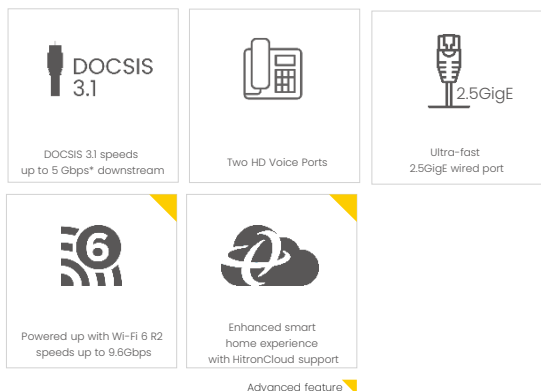 DOCSIS
3.1
DOCSIS 3.1 speeds
up to 5 Gbps* downstream
Two HD Voice Ports
2.5GigE
Ultra-fast
2.5GigE wired port
6
Powered up with Wi-Fi 6 R2
speeds up to 9.6Gbps
Enhanced smart
home experience
with HitronCloud support
Advanced feature